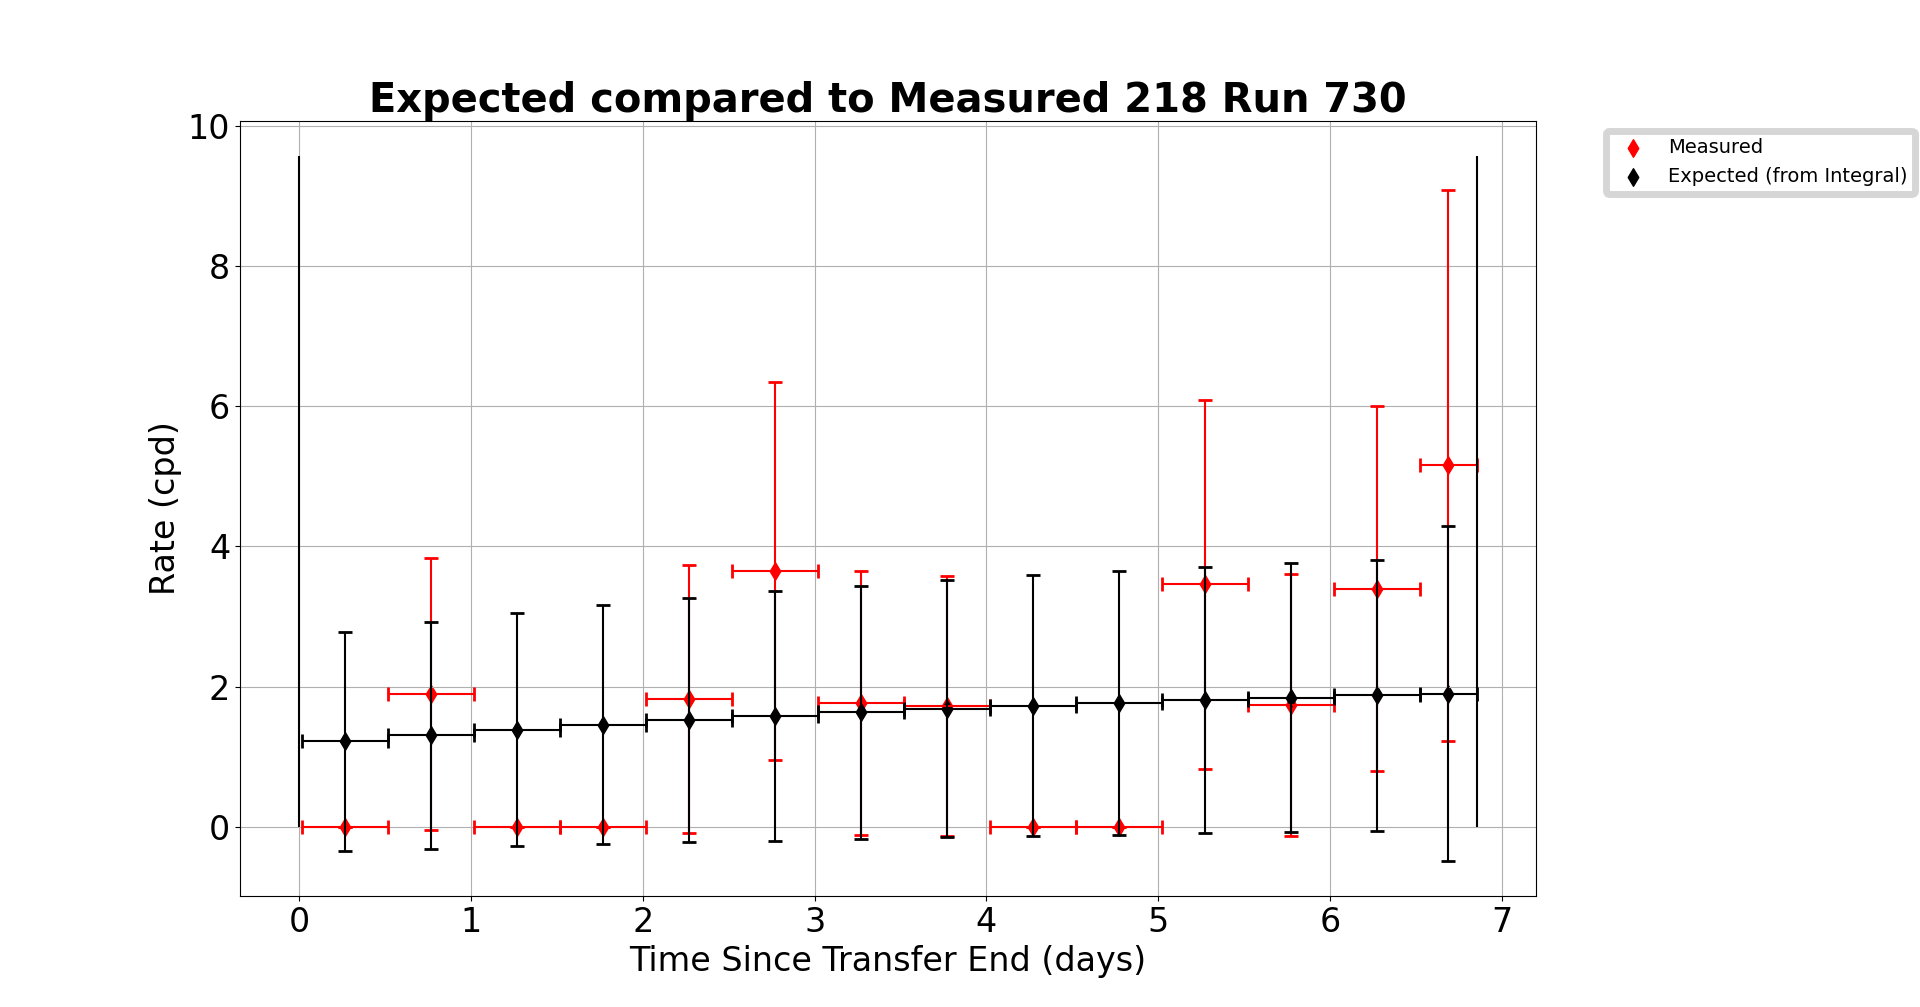 Expected compared to Measured 218 Run 730
Measured
Expected (from Integral)
Rate (cpd)
10
8
6
4
2
0
0 1 2 3 4 5 6 7
Time Since Transfer End (days)